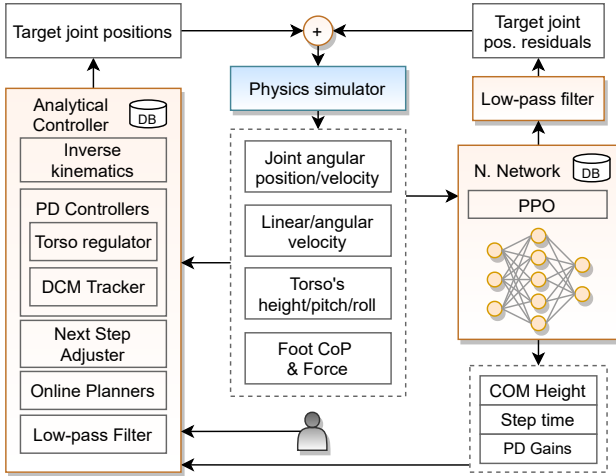 Target joint positions
+
Target joint
pos. residuals
Physics simulator
Low-pass filter
Analytical
Controller
DB
Inverse
kinematics
PD Controllers
Torso regulator
DCM Tracker
Next Step
Adjuster
Online Planners
Low-pass Filter
Joint angular
position/velocity
Linear/angular
velocity
Torso's
height/pitch/roll
Foot CoP
& Force
N. Network
DB
PPO
COM Height
Step time
PD Gains